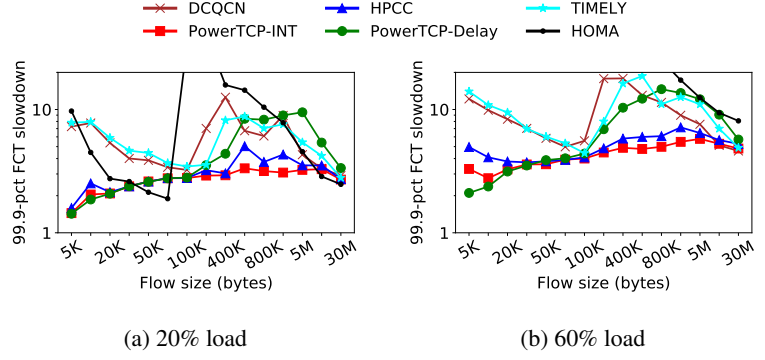 DCQCN HPCC TIMELY
PowerTCP-INT PowerTCP-Delay HOMA
99.9-pct FCT slowdown
10
1
5K 20K 50K 100K 400K 800K 5M 30M
Flow size (bytes)
(a) 20% load
99.9-pct FCT slowdown
10
1
5K 20K 50K 100K 400K 800K 5M 30M
Flow size (bytes)
(b) 60% load